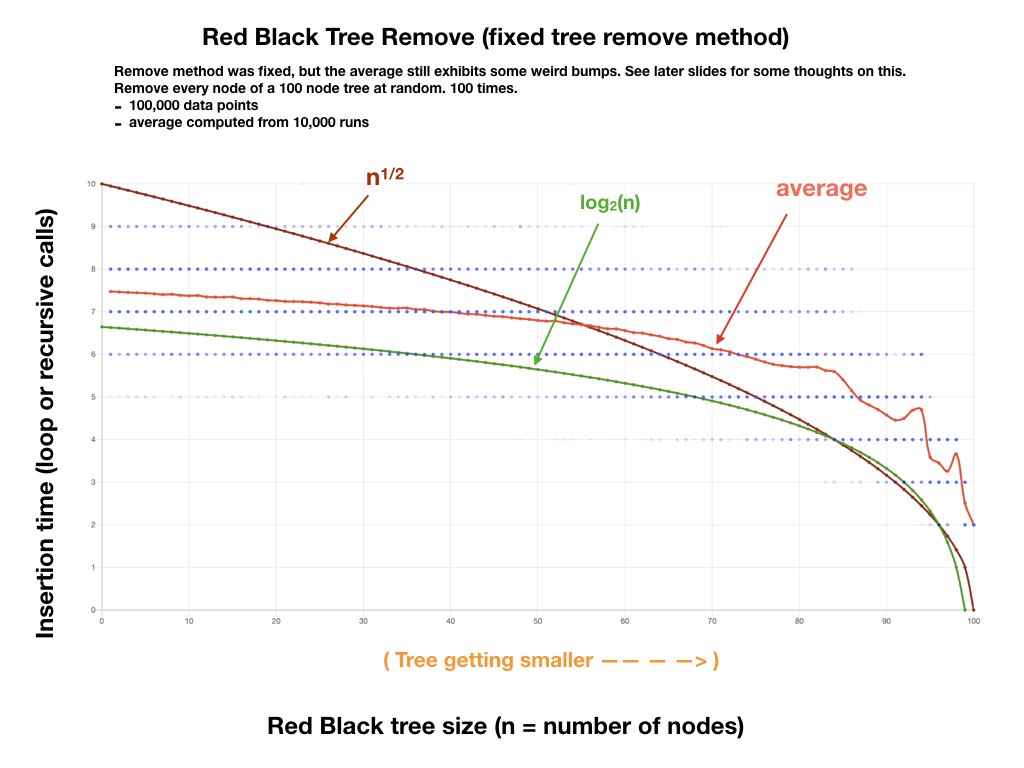 Red Black Tree Remove (fixed tree remove method)
Remove method was fixed, but the average still exhibits some weird bumps. See later slides for some thoughts on this.
Remove every node of a 100 node tree at random. 100 times.
- 100,000 data points
- average computed from 10,000 runs
n^1/2
log₂(n)
average
Insertion time (loop or recursive calls)
10
9
8
7
6
5
4
3
2
1
0
0 10 20 30 40 50 60 70 80 90 100
( Tree getting smaller — — — —> )
Red Black tree size (n = number of nodes)